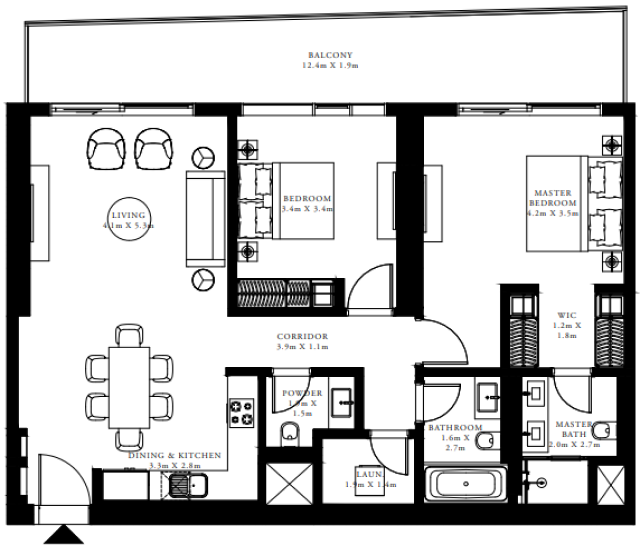 BALCONY
12.4m X 1.9m
BEDROOM
3.4m X 3.4m
MASTER
BEDROOM
4.2m X 3.5m
LIVING
4.1m X 5.3m
WIC
1.2m X
1.8m
CORRIDOR
3.9m X 1.1m
POWDER
X
1.5m
BATHROOM
1.6m X
2.7m
MASTER
BATH
2.0m X 2.7m
DINING & KITCHEN
3.3m X 2.8m
LAUN.
1.9m X 1.4m